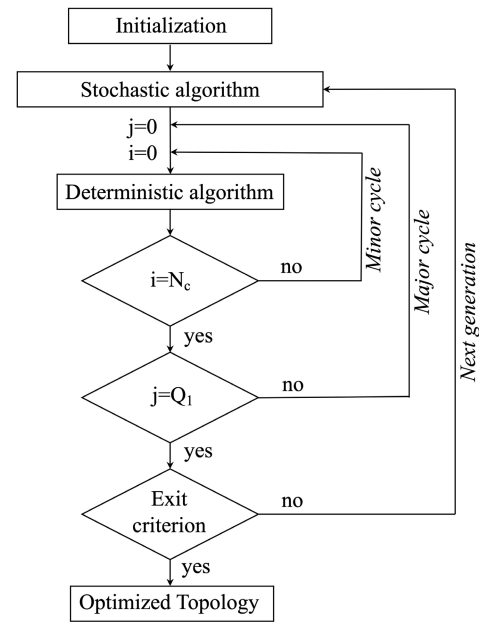 Initialization
Stochastic algorithm
j=0
i=0
Deterministic algorithm
i=Nc
no
Minor cycle
yes
j=Q1
no
Major cycle
yes
Exit
criterion
no
Next generation
yes
Optimized Topology